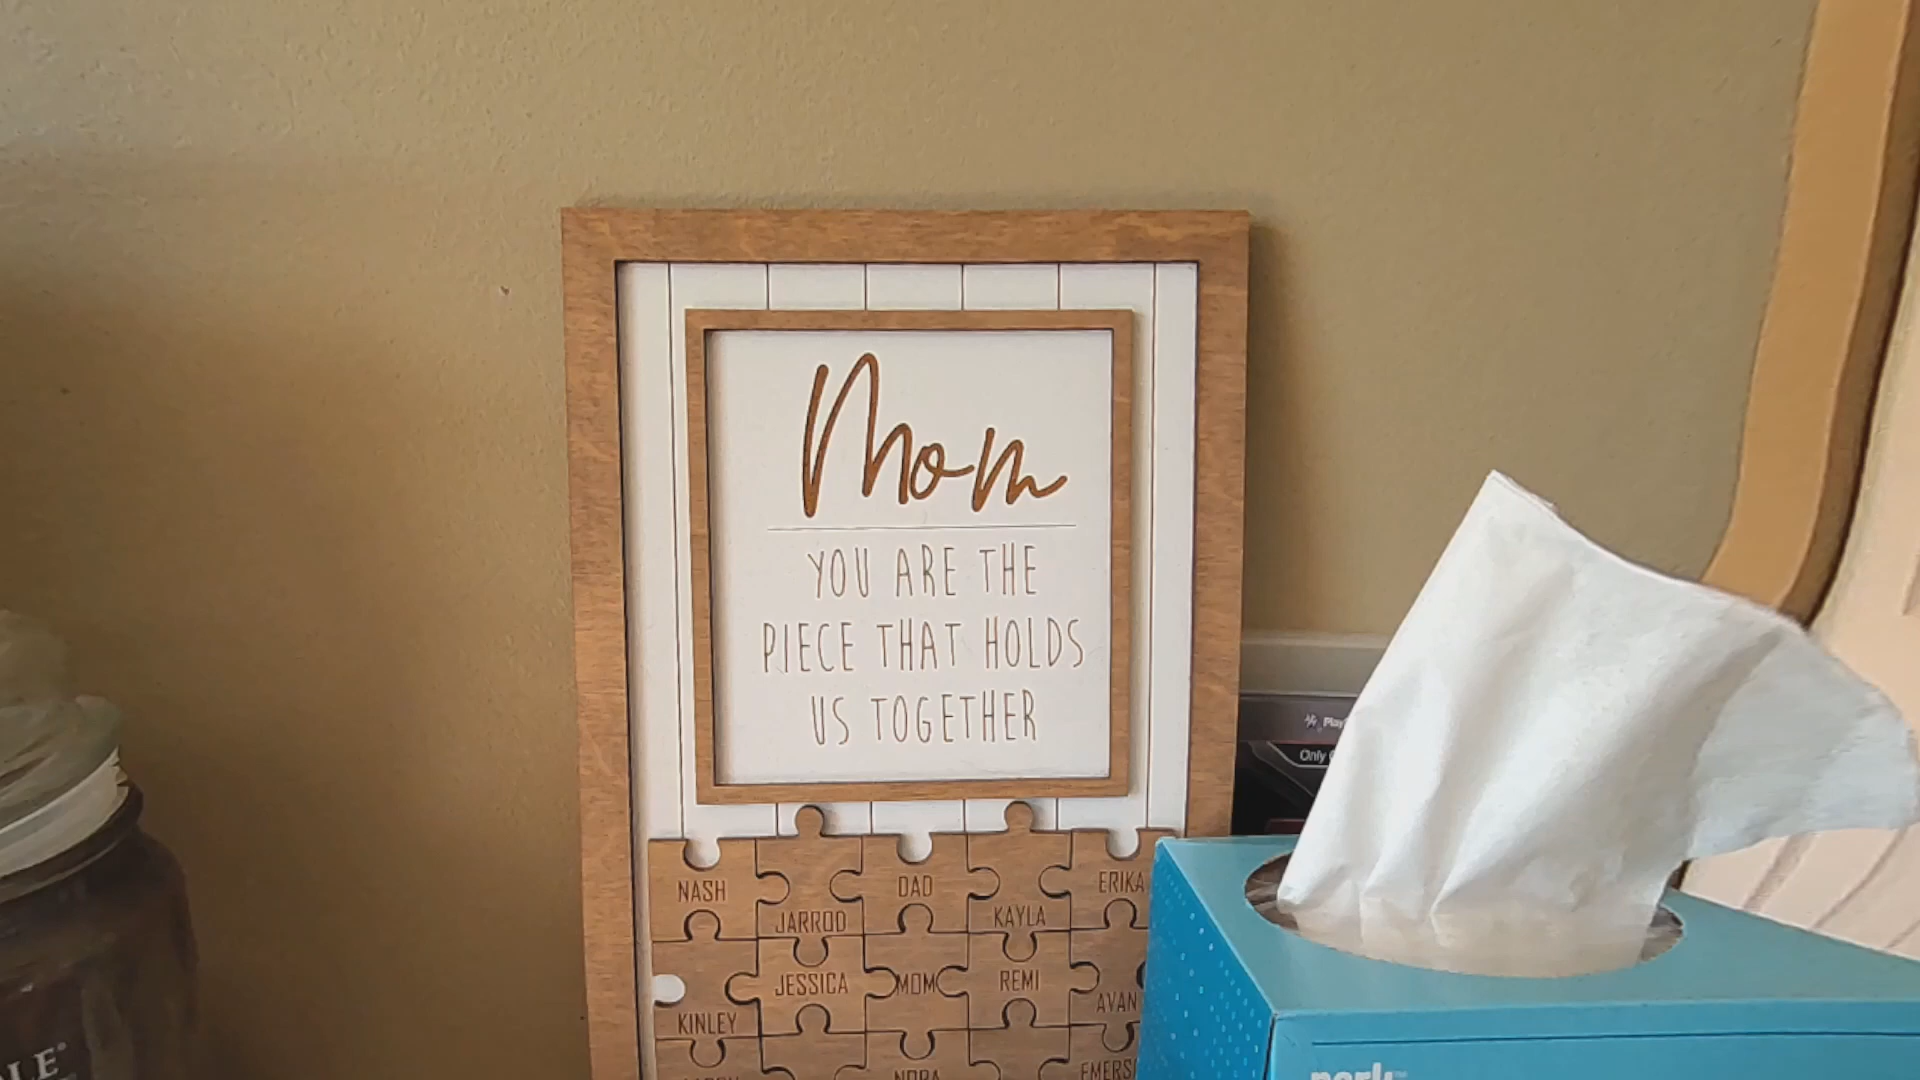 Mom
YOU ARE THE
PIECE THAT HOLDS
US TOGETHER
NASH
JARROD
DAD
KAYLA
ERIKA
JESSICA
MOM
REMI
AVAN
KINLEY
NORA
Only